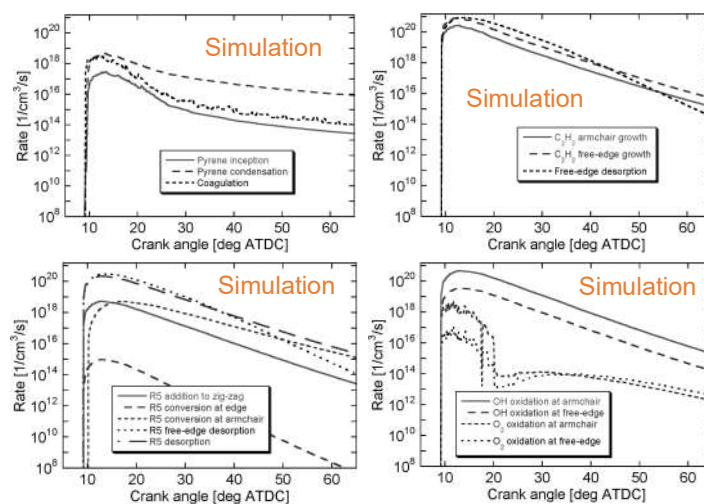 Simulation
Rate [1/cm³/s]
10²⁰
10¹⁸
10¹⁶
10¹⁴
10¹²
10¹⁰
10⁸
Pyrene inception
Pyrene condensation
Coagulation
10 20 30 40 50 60
Crank angle [deg ATDC]
Simulation
Rate [1/cm³/s]
10²⁰
10¹⁸
10¹⁶
10¹⁴
10¹²
10¹⁰
10⁸
C₂H₂ armchair growth
C₂H₂ free-edge growth
Free-edge desorption
10 20 30 40 50 60
Crank angle [deg ATDC]
Simulation
Rate [1/cm³/s]
10²⁰
10¹⁸
10¹⁶
10¹⁴
10¹²
10¹⁰
10⁸
R5 addition to zig-zag
R5 conversion at edge
R5 conversion at armchair
R5 free-edge desorption
R5 desorption
10 20 30 40 50 60
Crank angle [deg ATDC]
Simulation
Rate [1/cm³/s]
10²⁰
10¹⁸
10¹⁶
10¹⁴
10¹²
10¹⁰
10⁸
OH oxidation at armchair
OH oxidation at free-edge
O₂ oxidation at armchair
O₂ oxidation at free-edge
10 20 30 40 50 60
Crank angle [deg ATDC]